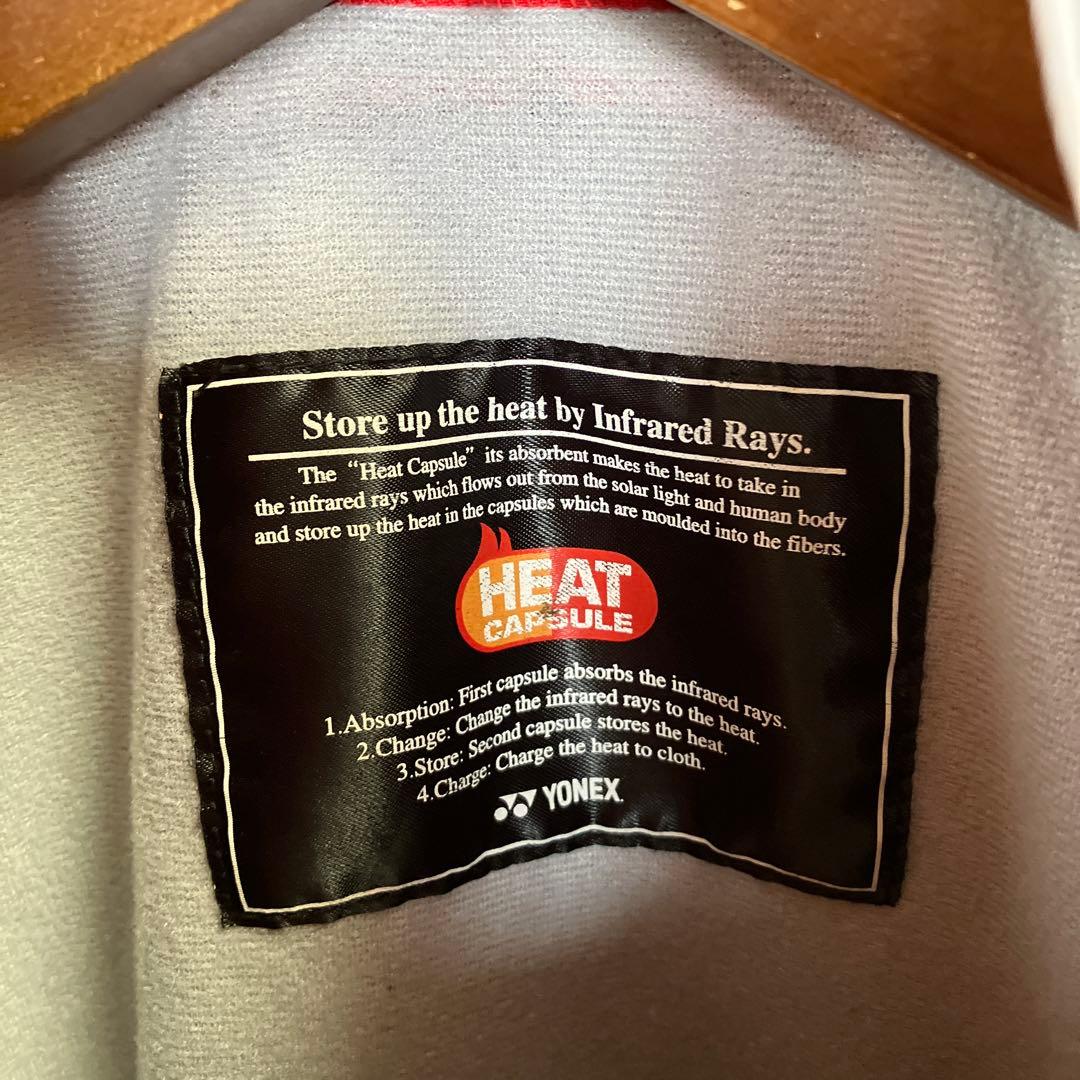 Store up the heat by Infrared Rays.
The “Heat Capsule” its absorbent makes the heat to take in
the infrared rays which flows out from the solar light and human body
and store up the heat in the capsules which are moulded into the fibers.
HEAT
CAPSULE
1.Absorption: First capsule absorbs the infrared rays.
2.Change: Change the infrared rays to the heat.
3.Store: Second capsule stores the heat.
4.Charge: Charge the heat to cloth.
YONEX